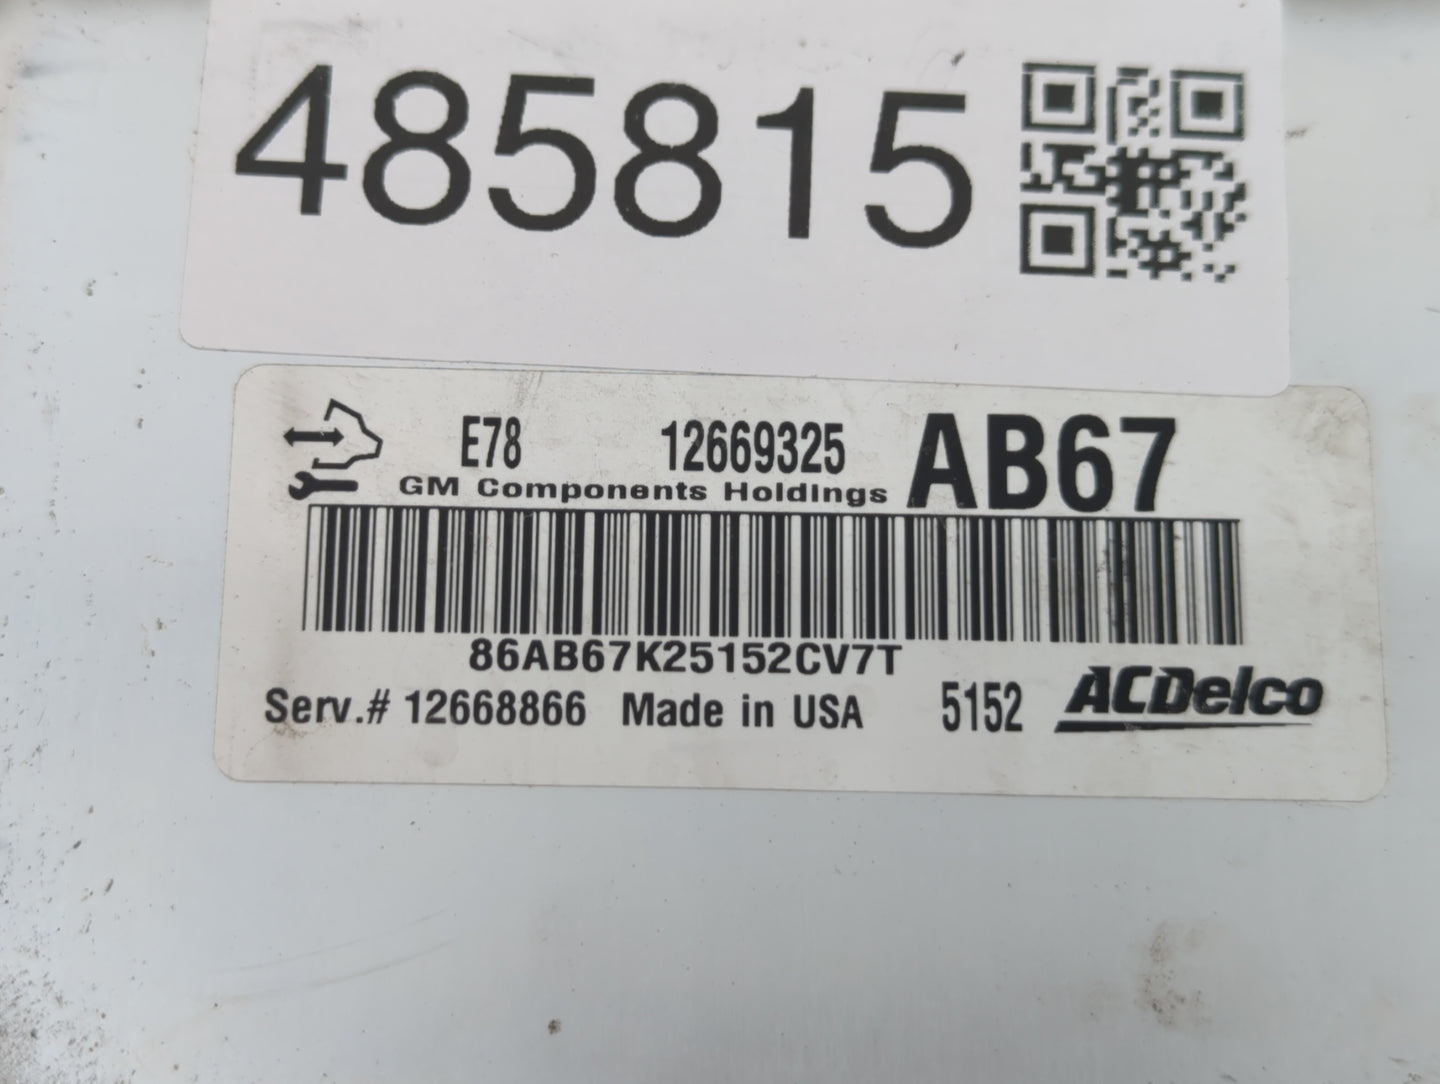 485815
E78 12669325 AB67
GM Components Holdings
86AB67K25152CV7T
Serv.# 12668866 Made in USA 5152 ACDelco